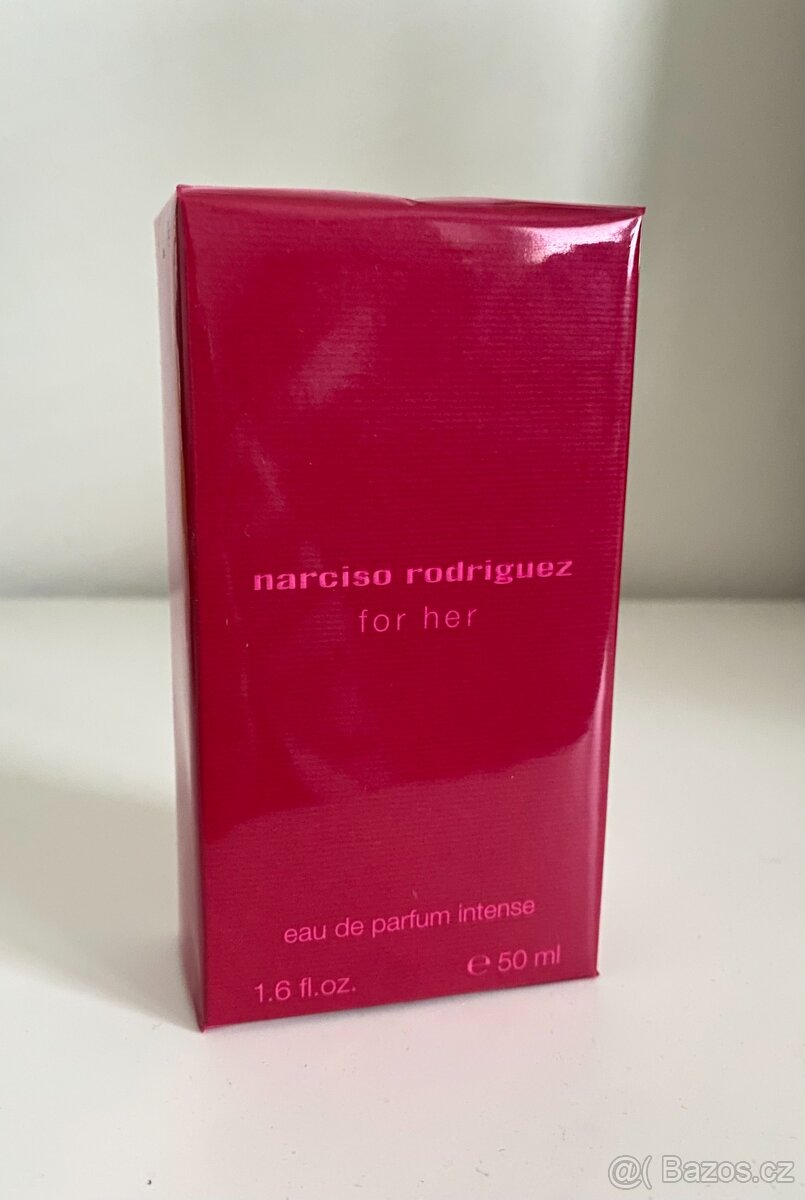 narciso rodriguez
for her
eau de parfum intense
1.6 fl.oz. ℮ 50 ml
@( Bazos.cz